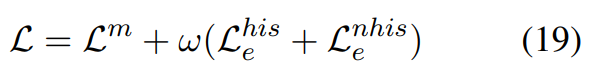 ℒ = ℒ^m + ω(ℒ_e^{his} + ℒ_e^{nhis}) (19)